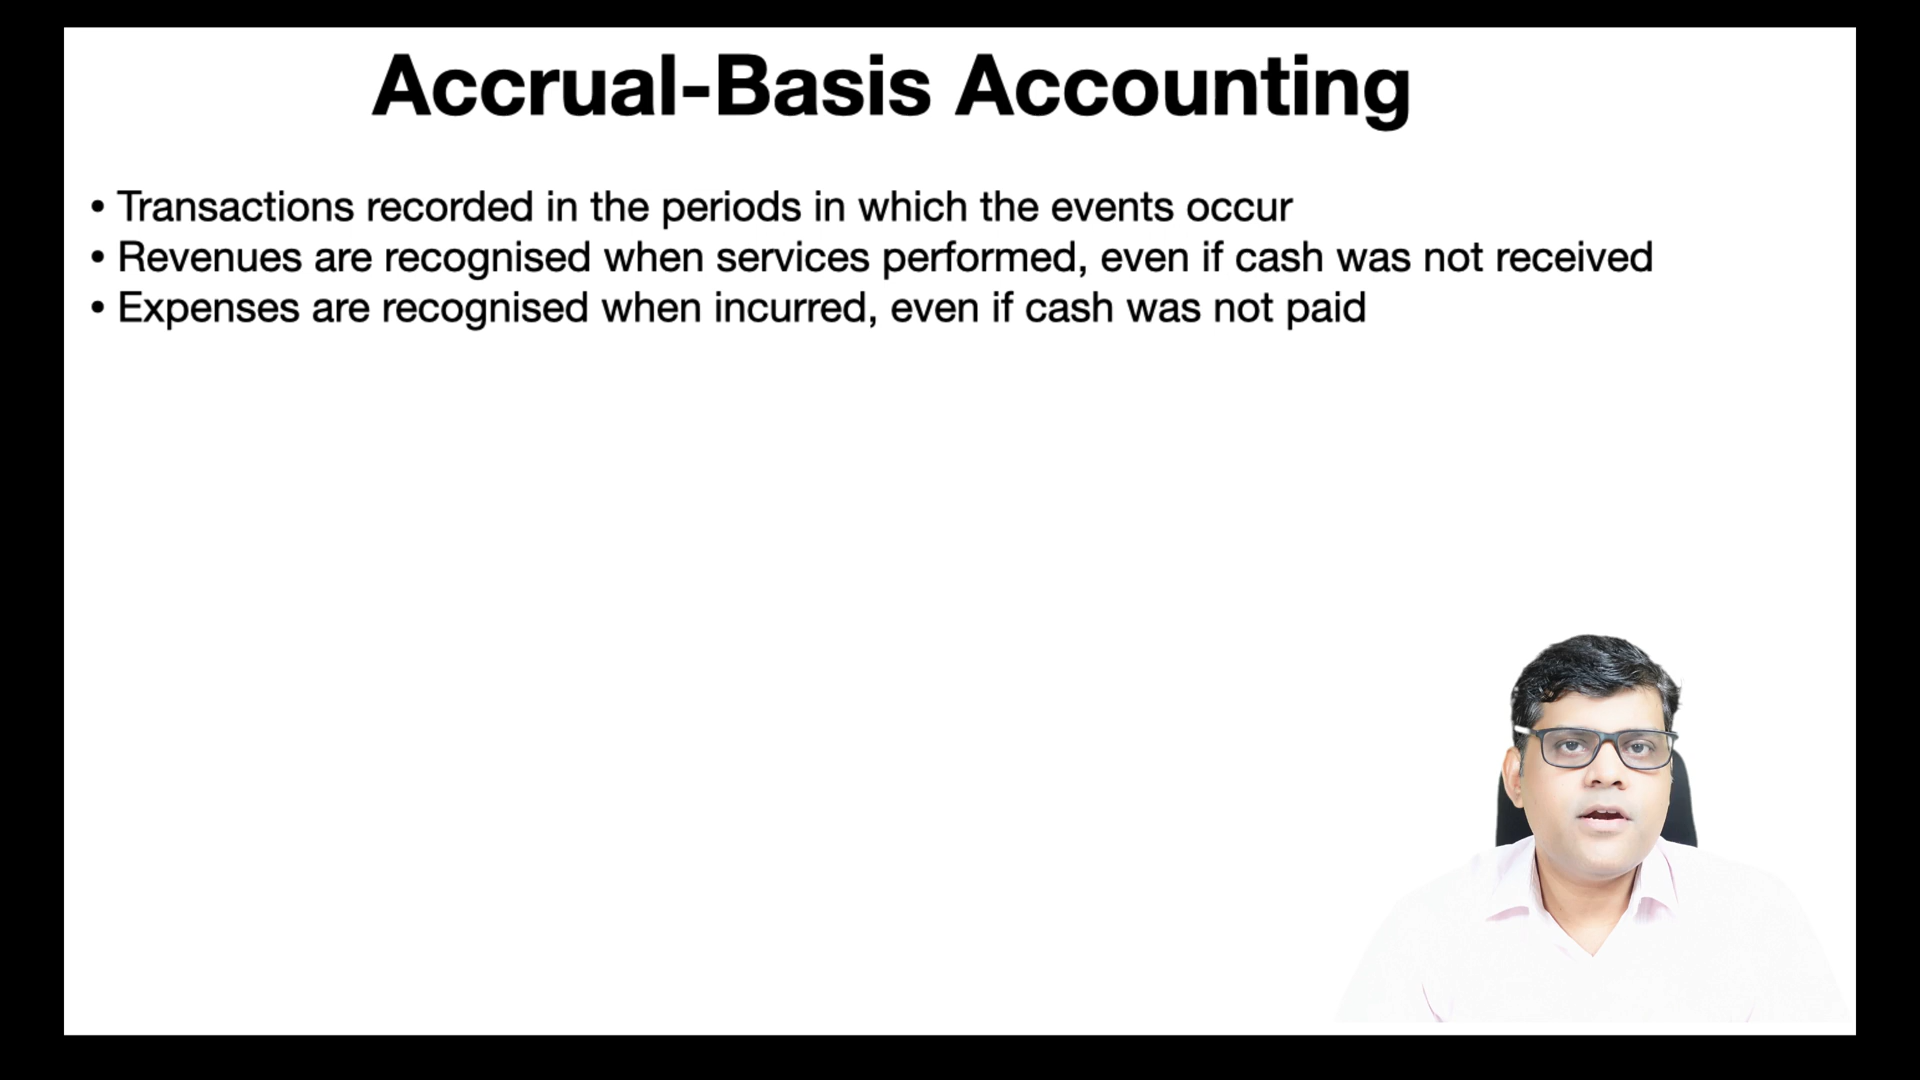 Accrual-Basis Accounting
• Transactions recorded in the periods in which the events occur
• Revenues are recognised when services performed, even if cash was not received
• Expenses are recognised when incurred, even if cash was not paid